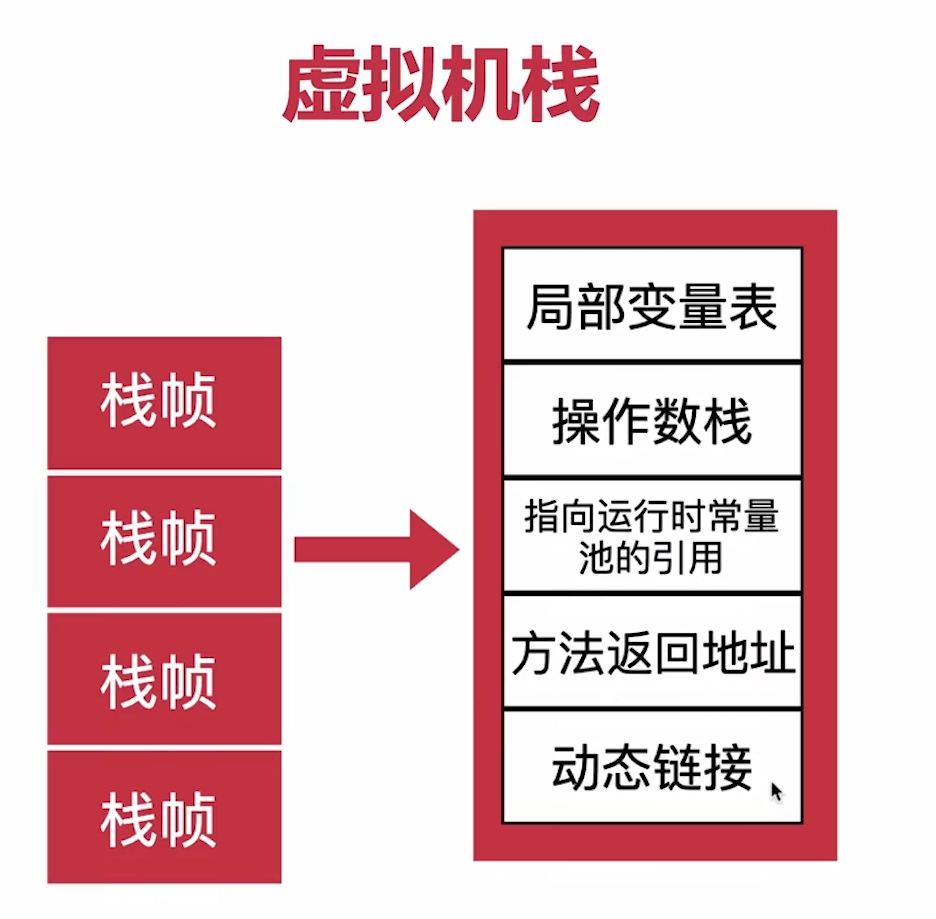 虚拟机栈
栈帧
栈帧
栈帧
栈帧
局部变量表
操作数栈
指向运行时常量
池的引用
方法返回地址
动态链接